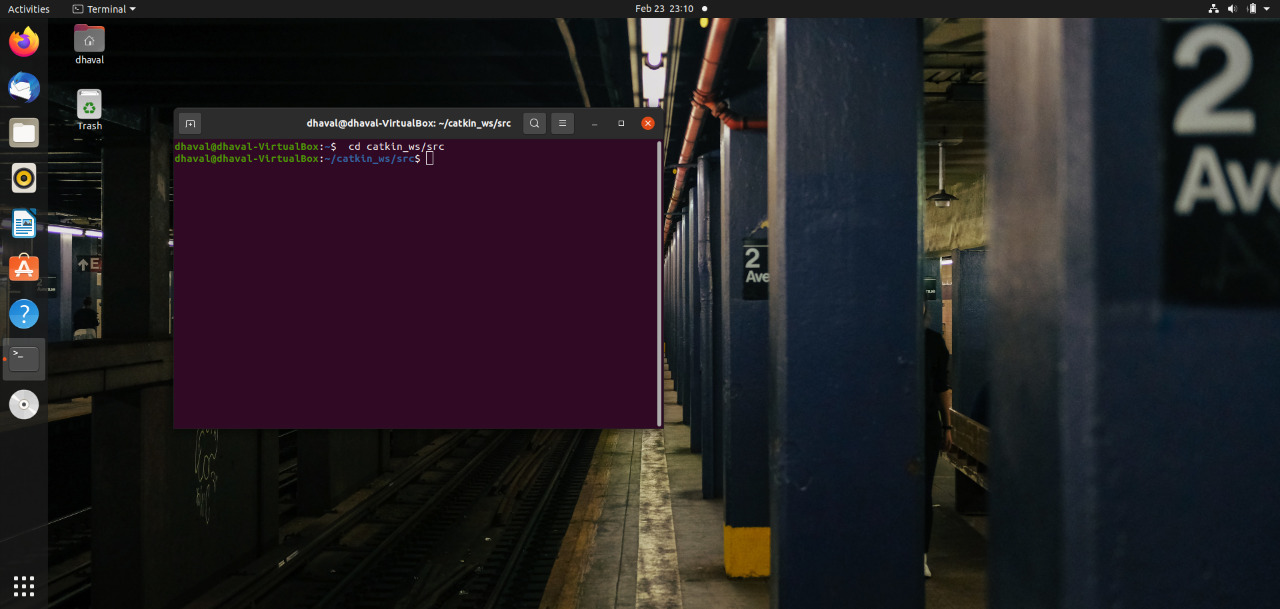 Activities
Terminal
Feb 23 23:10
dhaval
Trash
dhaval@dhaval-VirtualBox: ~/catkin_ws/src
dhaval@dhaval-VirtualBox:~$  cd catkin_ws/src
dhaval@dhaval-VirtualBox:~/catkin_ws/src$
2
Ave
2
Ave
E